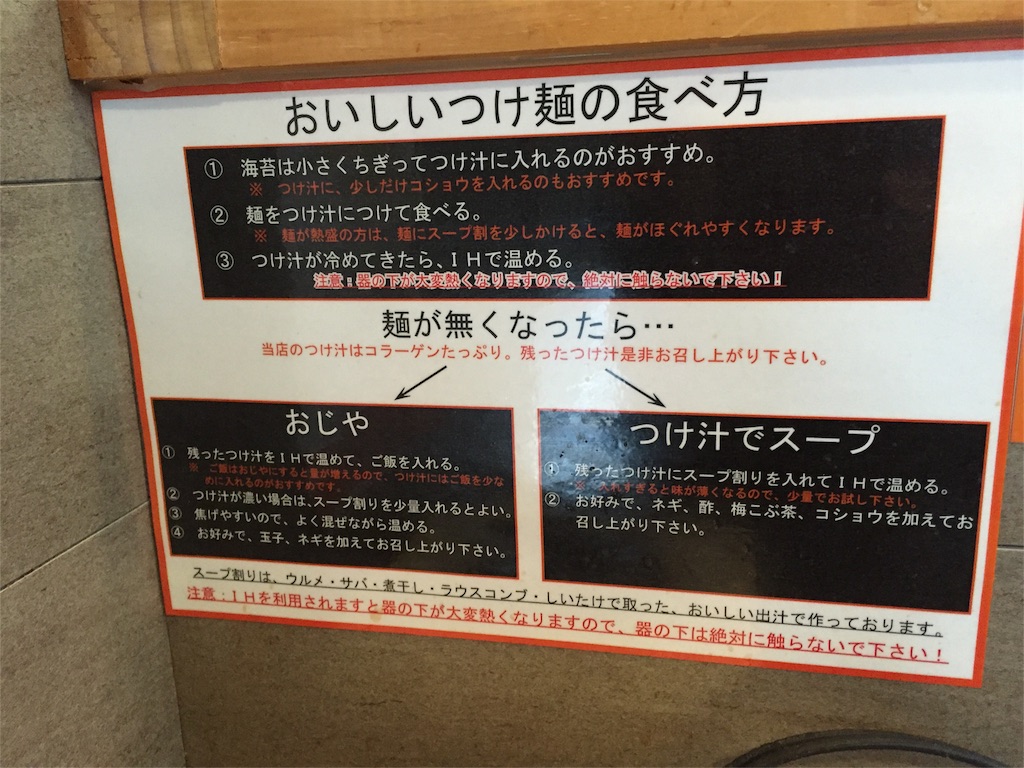 おいしいつけ麺の食べ方
① 海苔は小さくちぎってつけ汁に入れるのがおすすめ。
※ つけ汁に、少しだけコショウを入れるのもおすすめです。
② 麺をつけ汁につけて食べる。
※ 麺が熱盛の方は、麺にスープ割を少しかけると、麺がほぐれやすくなります。
③ つけ汁が冷めてきたら、IHで温める。
注意:器の下が大変熱くなりますので、絶対に触らないで下さい!
麺が無くなったら…
当店のつけ汁はコラーゲンたっぷり。残ったつけ汁是非お召し上がり下さい。
おじや
① 残ったつけ汁をIHで温めて、ご飯を入れる。
※ ご飯はおじやにすると量が増えるので、つけ汁にはご飯を少な
めに入れるのがおすすめです。
② つけ汁が濃い場合は、スープ割りを少量入れるとよい。
③ 焦げやすいので、よく混ぜながら温める。
④ お好みで、玉子、ネギを加えてお召し上がり下さい。
つけ汁でスープ
① 残ったつけ汁にスープ割りを入れてIHで温める。
※ 入れすぎると味が薄くなるので、少量でお試し下さい。
② お好みで、ネギ、酢、梅こぶ茶、コショウを加えてお
召し上がり下さい。
スープ割りは、ウルメ・サバ・煮干し・ラウスコンブ・しいたけで取った、おいしい出汁で作っております。
注意:IHを利用されますと器の下が大変熱くなりますので、器の下は絶対に触らないで下さい!